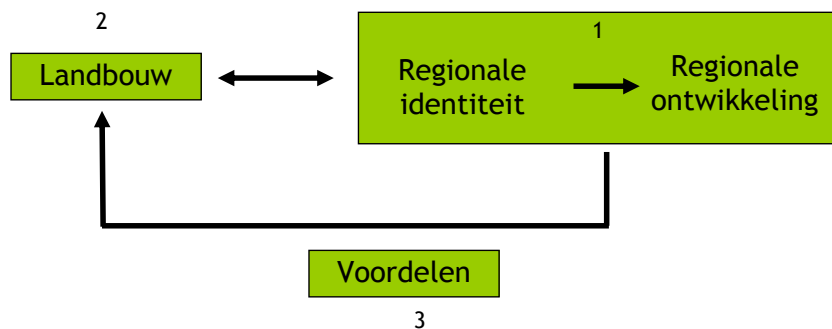 2
1
Landbouw
Regionale
identiteit
Regionale
ontwikkeling
Voordelen
3